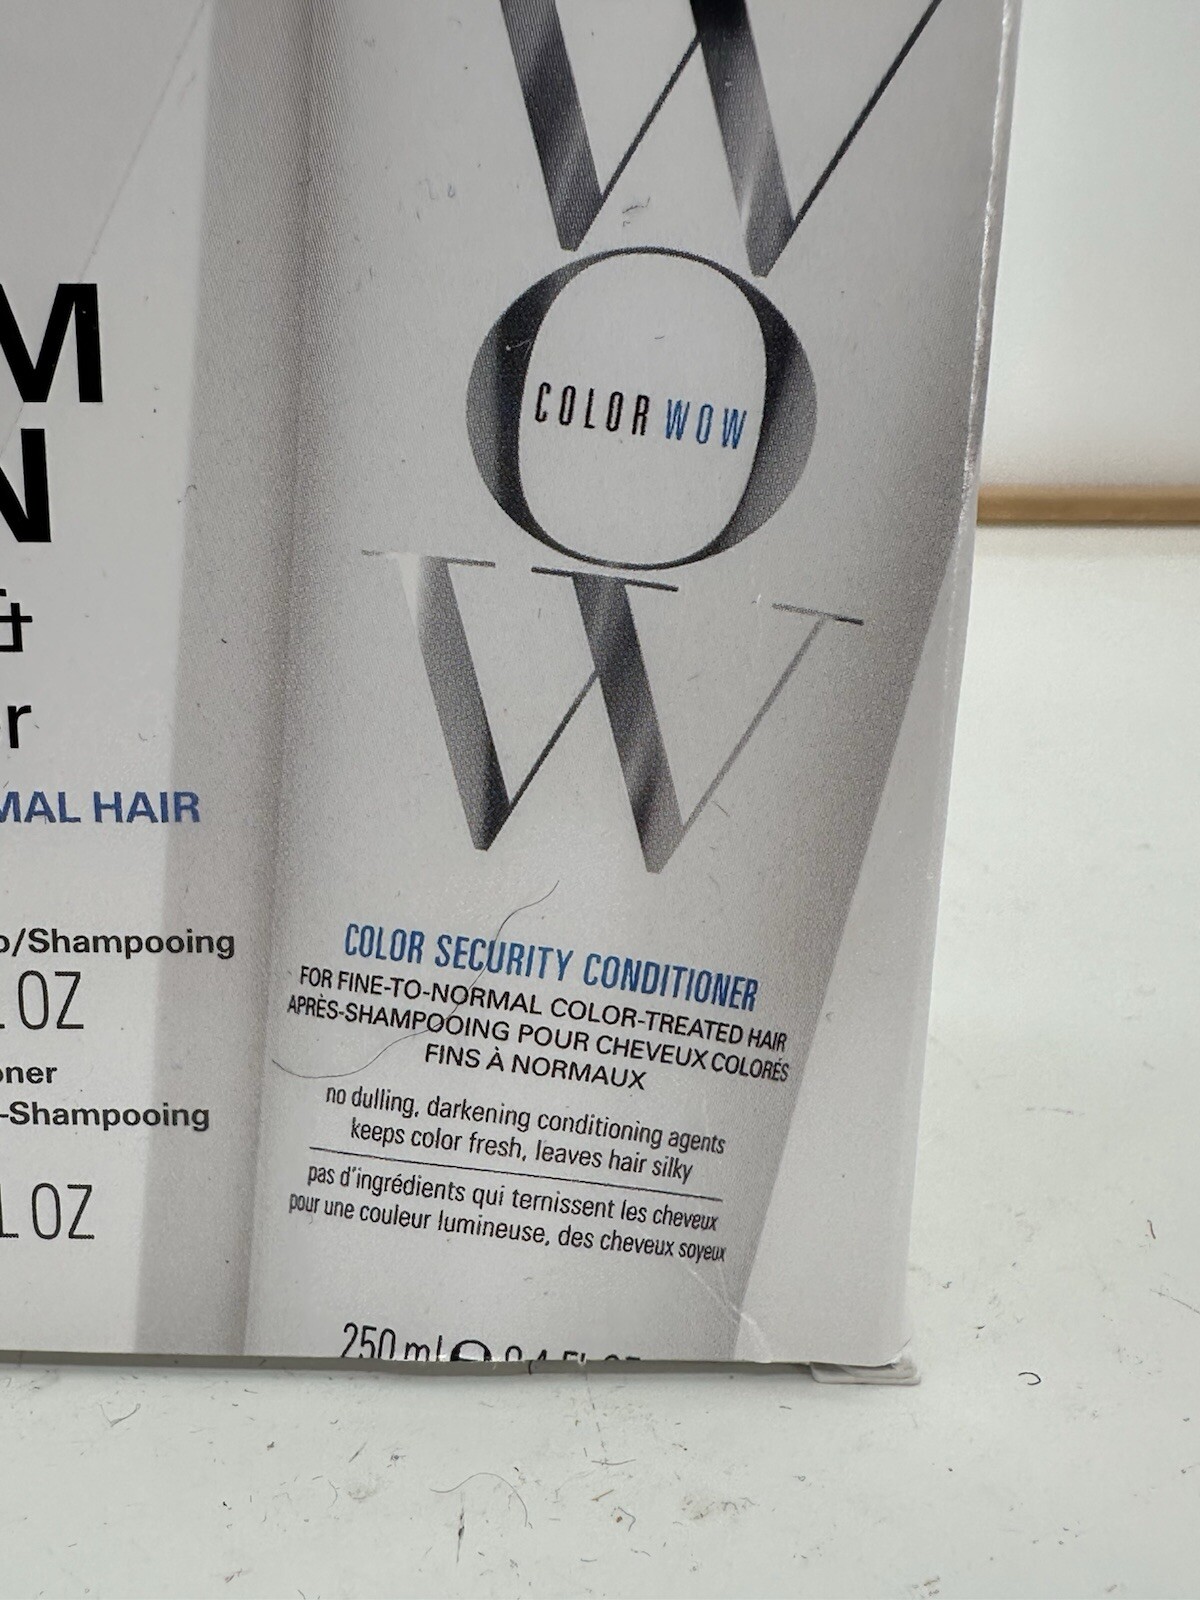 W
O
COLOR WOW
W
M
N
&
r
MAL HAIR
o/Shampooing
L OZ
oner
-Shampooing
L OZ
COLOR SECURITY CONDITIONER
FOR FINE-TO-NORMAL COLOR-TREATED HAIR
APRÈS-SHAMPOOING POUR CHEVEUX COLORÉS
FINS À NORMAUX
no dulling, darkening conditioning agents
keeps color fresh, leaves hair silky
pas d'ingrédients qui ternissent les cheveux
pour une couleur lumineuse, des cheveux soyeux
250 ml